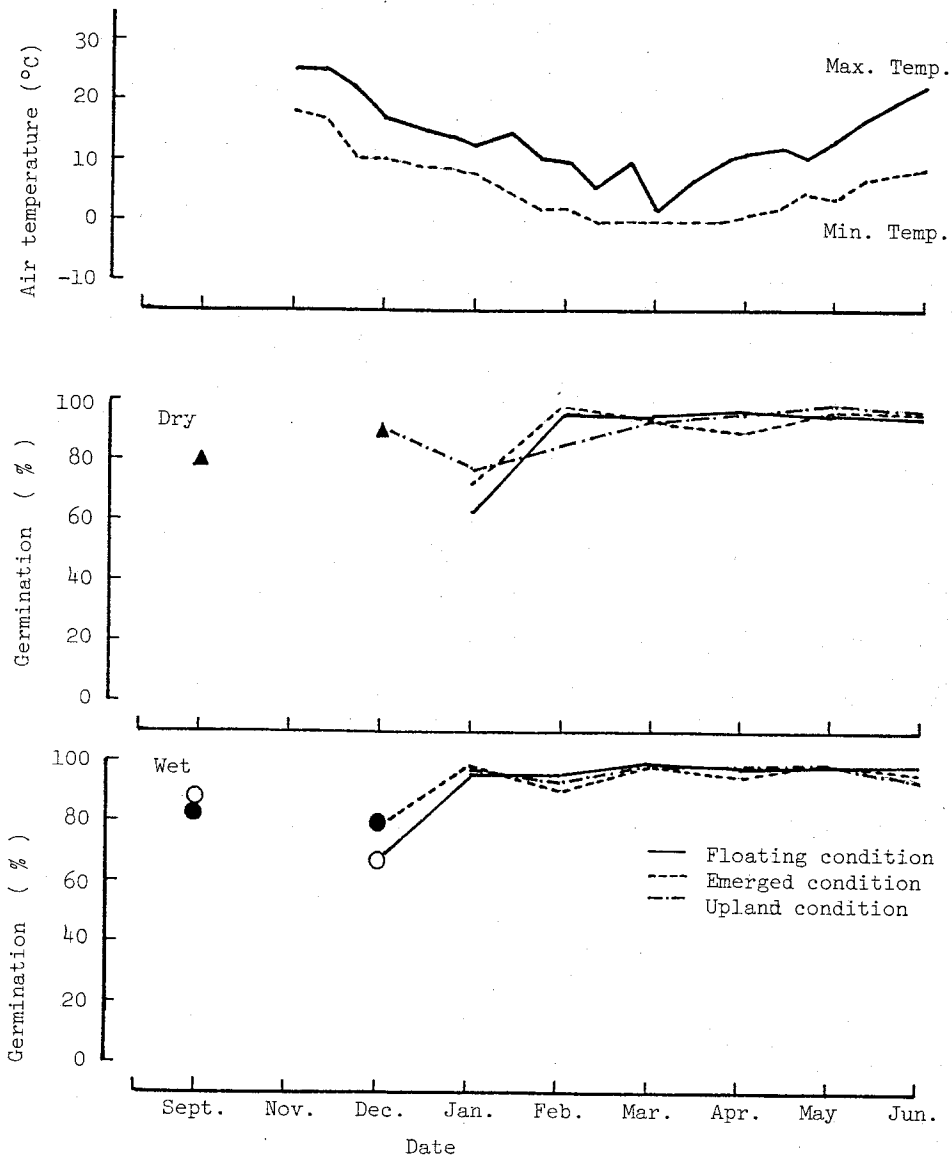 30
Max. Temp.
20
10
0
Min. Temp.
-10
Air temperature (°C)
100
Dry
80
60
40
20
0
Germination ( % )
100
Wet
80
60
40
20
0
Germination ( % )
Floating condition
Emerged condition
Upland condition
Sept. Nov. Dec. Jan. Feb. Mar. Apr. May Jun.
Date